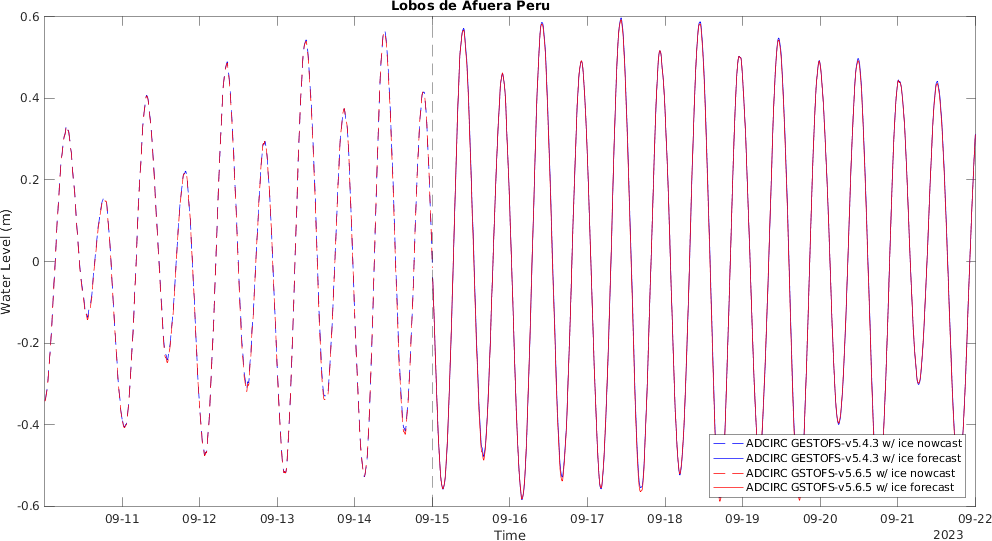 Lobos de Afuera Peru
0.6
0.4
0.2
0
-0.2
-0.4
-0.6
Water Level (m)
ADCIRC GESTOFS-v5.4.3 w/ ice nowcast
ADCIRC GESTOFS-v5.4.3 w/ ice forecast
ADCIRC GSTOFS-v5.6.5 w/ ice nowcast
ADCIRC GSTOFS-v5.6.5 w/ ice forecast
09-11 09-12 09-13 09-14 09-15 09-16 09-17 09-18 09-19 09-20 09-21 09-22
Time
2023